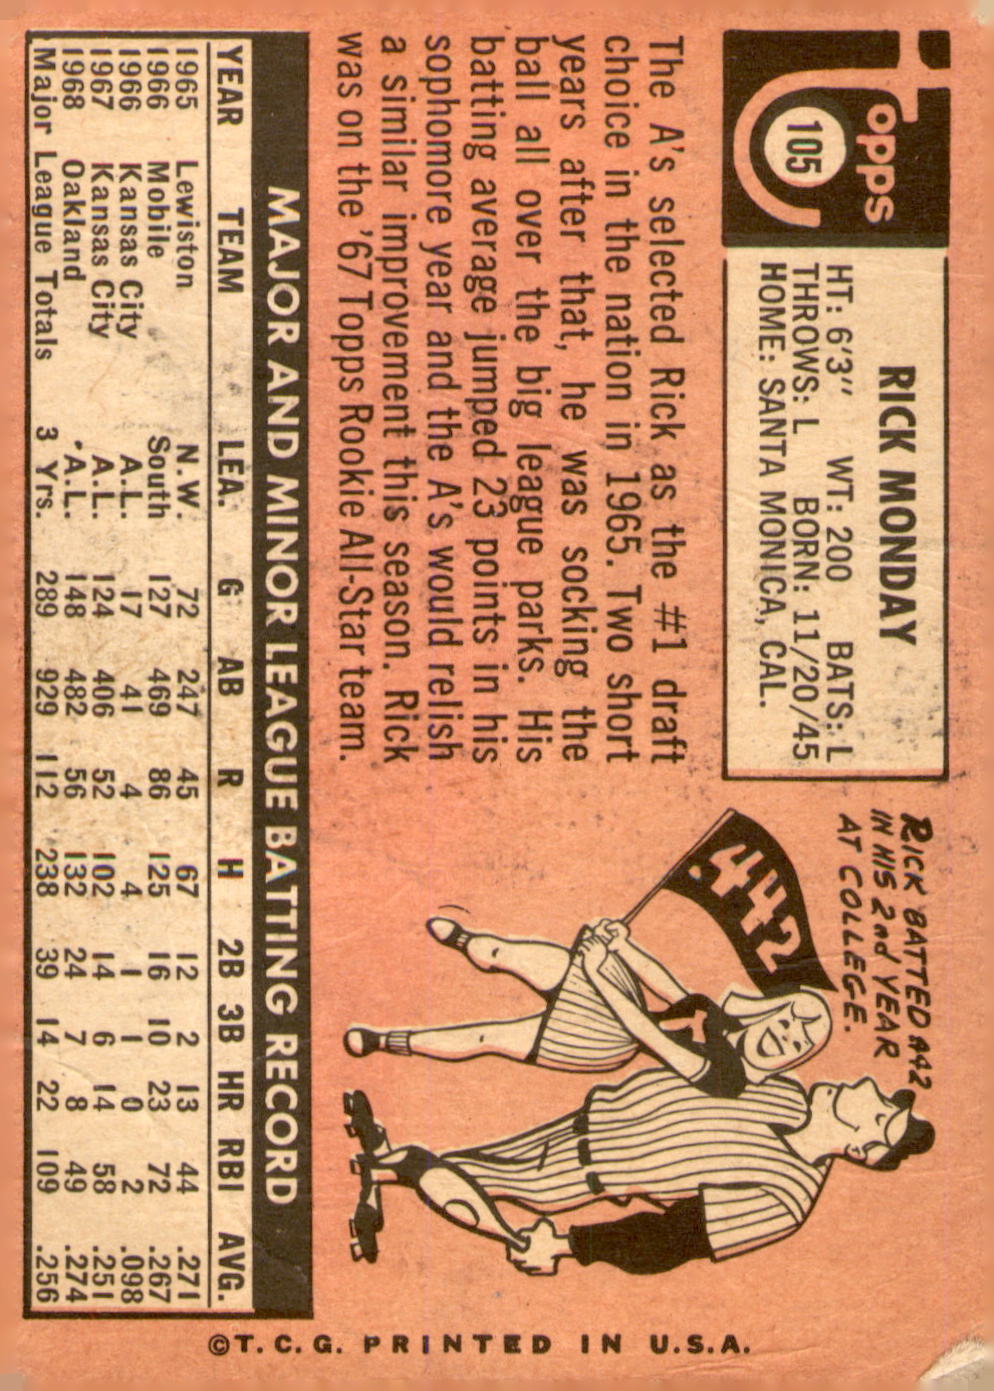 Topps
105
RICK MONDAY
HT: 6'3" WT: 200 BATS: L
THROWS: L BORN: 11/20/45
HOME: SANTA MONICA, CAL.
The A's selected Rick as the #1 draft
choice in the nation in 1965. Two short
years after that, he was socking the
ball all over the big league parks. His
batting average jumped 23 points in his
sophomore year and the A's would relish
a similar improvement this season. Rick
was on the '67 Topps Rookie All-Star team.
RICK BATTED 442
IN HIS 2nd YEAR
AT COLLEGE.
.442
MAJOR AND MINOR LEAGUE BATTING RECORD
YEAR TEAM LEA. G AB R H 2B 3B HR RBI AVG.
1965 Lewiston N.W. 72 247 45 67 12 2 13 44 .271
1966 Mobile South 127 469 86 125 16 10 23 72 .267
1966 Kansas City A.L. 17 41 4 4 1 1 0 2 .098
1967 Kansas City A.L. 124 406 52 102 14 6 14 58 .251
1968 Oakland A.L. 148 482 56 132 24 7 8 49 .274
Major League Totals 3 Yrs. 289 929 112 238 39 14 22 109 .256
©T.C.G. PRINTED IN U.S.A.